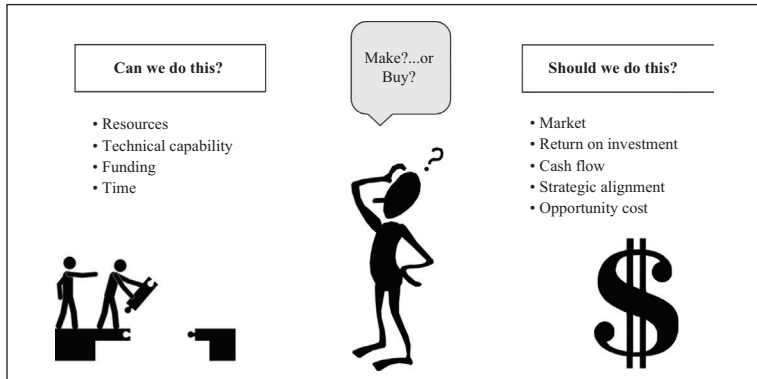 Can we do this?
• Resources
• Technical capability
• Funding
• Time
Make?...or
Buy?
?
Should we do this?
• Market
• Return on investment
• Cash flow
• Strategic alignment
• Opportunity cost
$